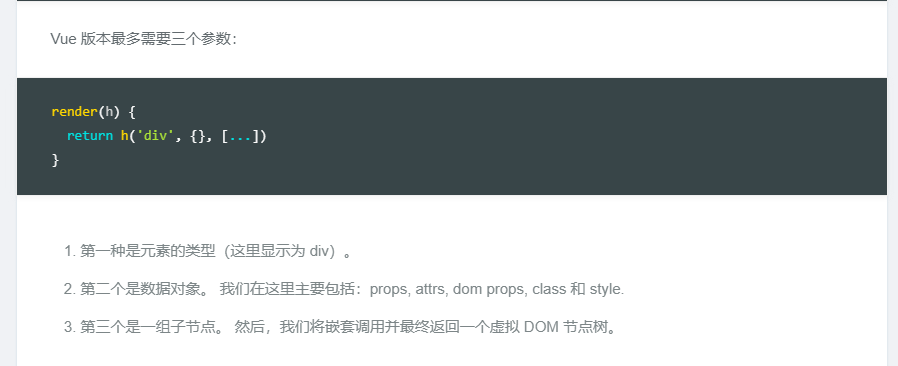 Vue 版本最多需要三个参数：
render(h) {
  return h('div', {}, [...])
}
1. 第一种是元素的类型（这里显示为 div）。
2. 第二个是数据对象。 我们在这里主要包括：props, attrs, dom props, class 和 style.
3. 第三个是一组子节点。 然后，我们将嵌套调用并最终返回一个虚拟 DOM 节点树。